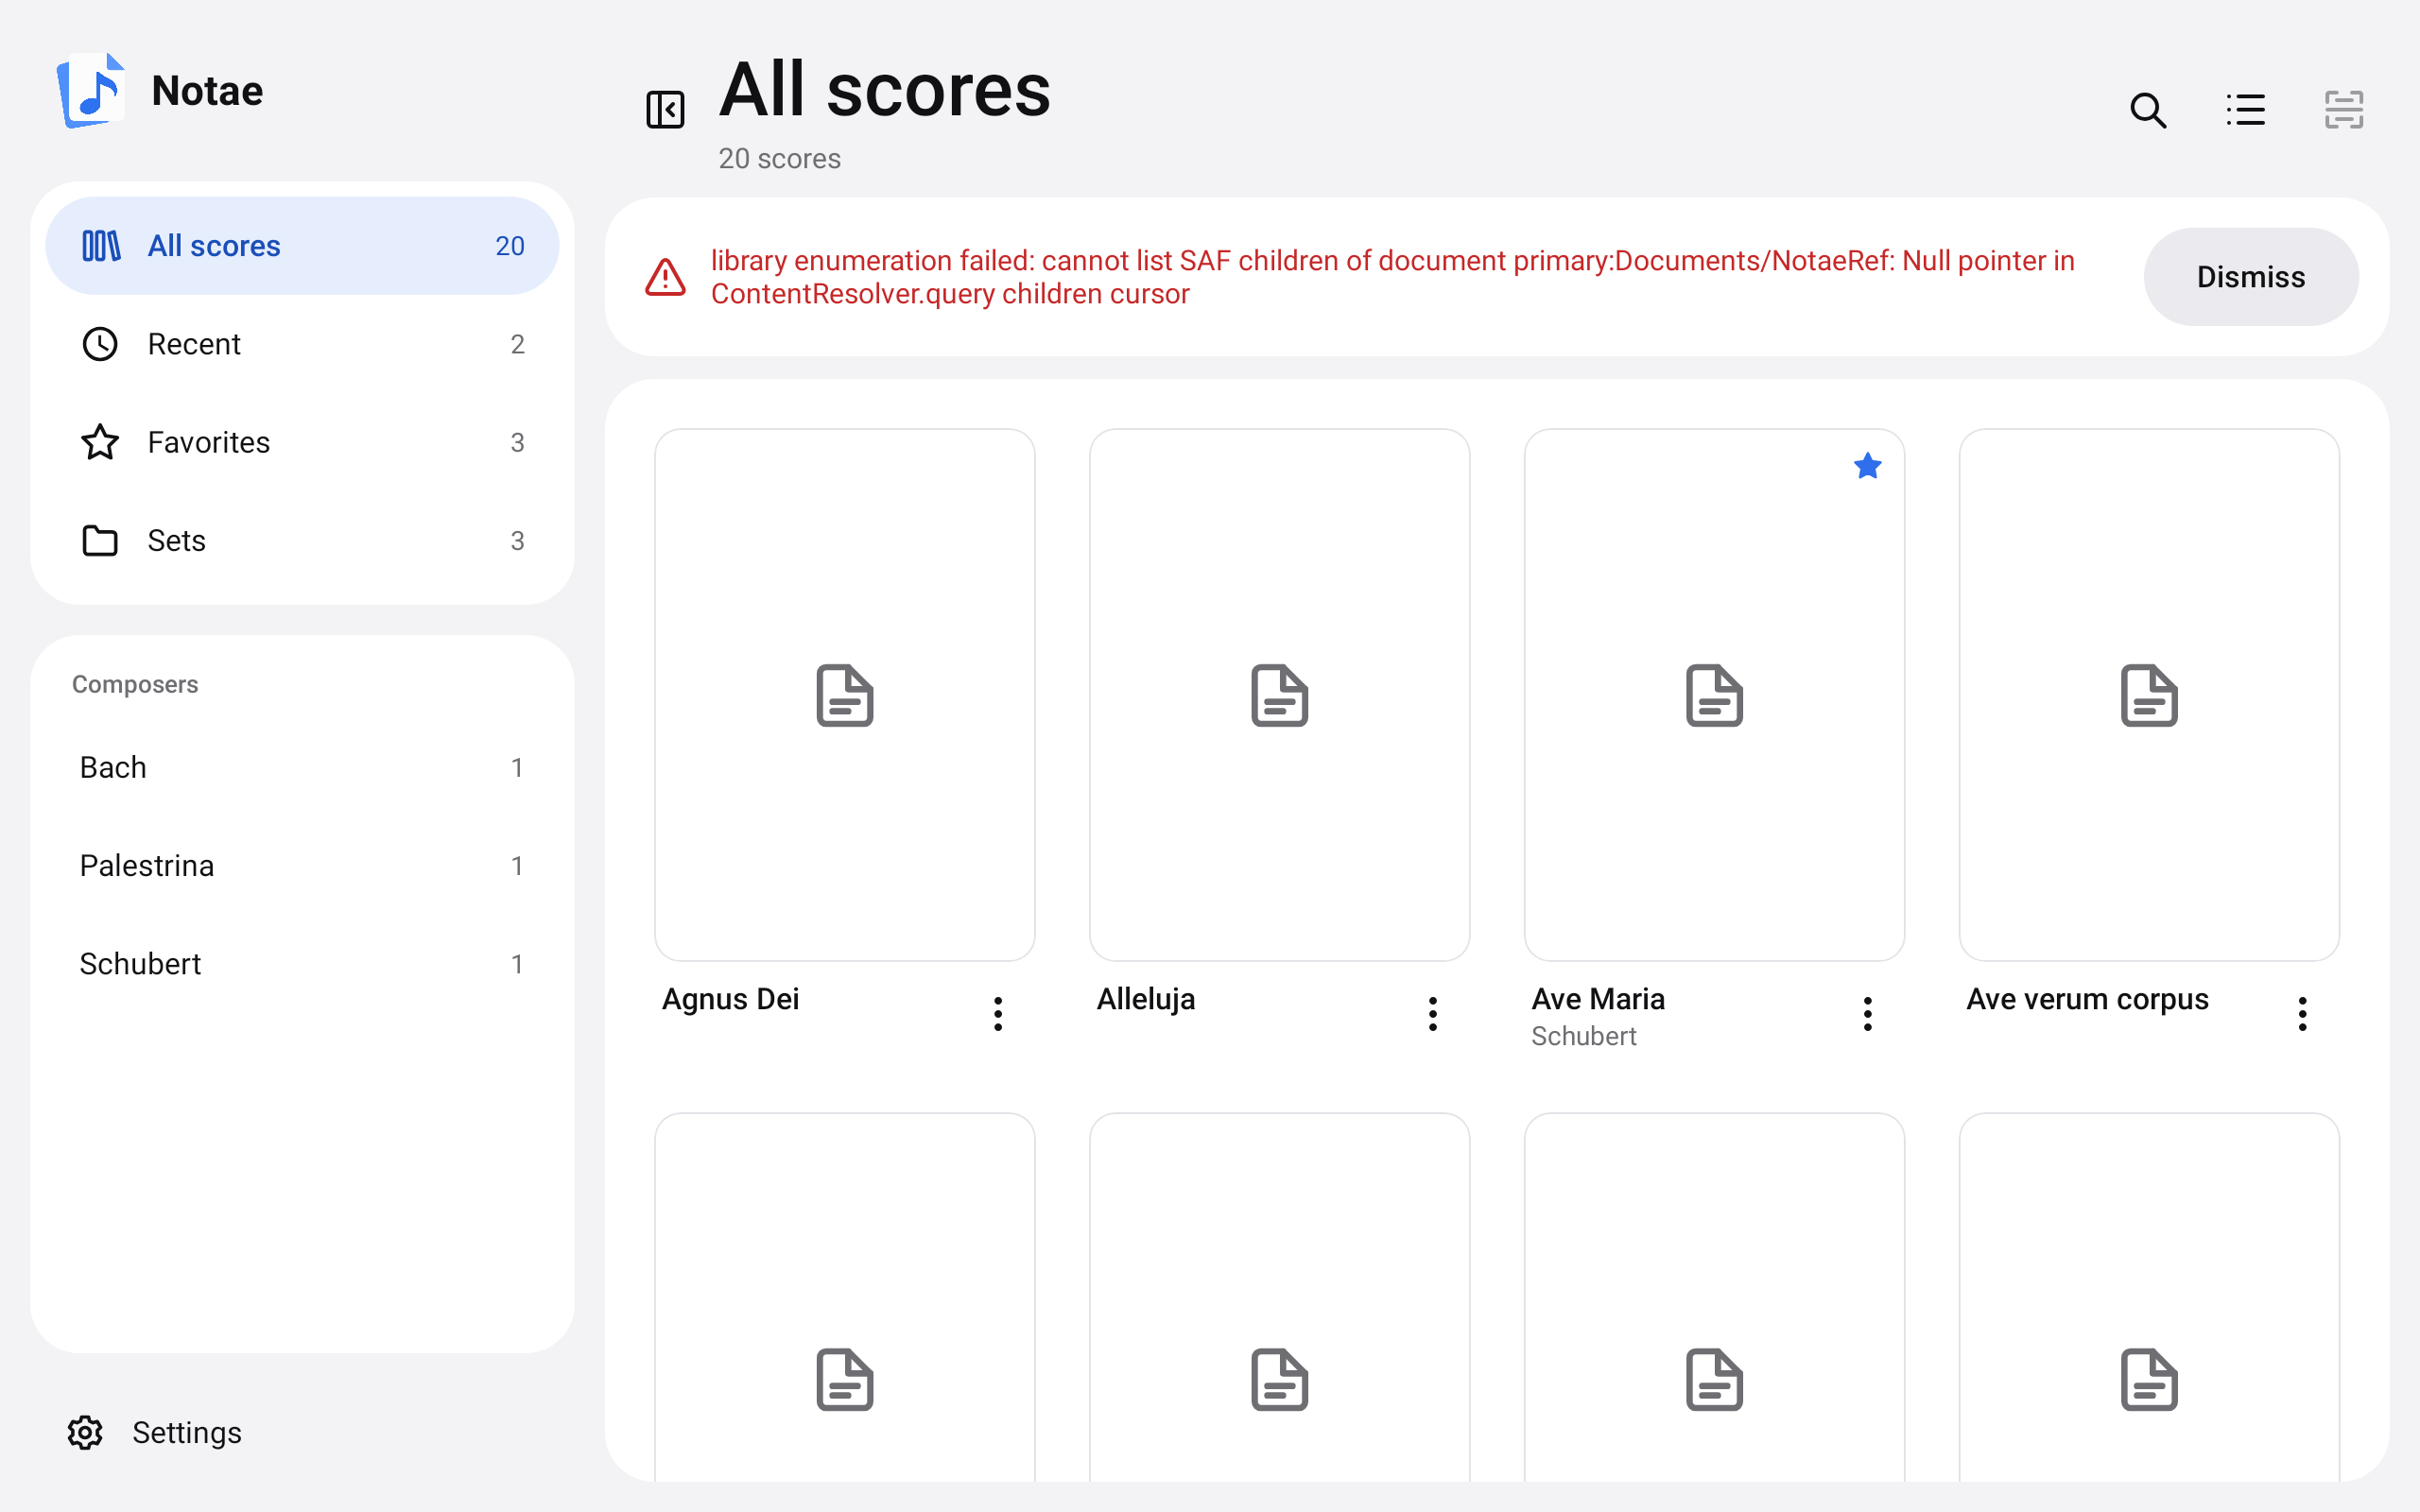 Notae
All scores 20
Recent 2
Favorites 3
Sets 3
Composers
Bach 1
Palestrina 1
Schubert 1
Settings
All scores
20 scores
library enumeration failed: cannot list SAF children of document primary:Documents/NotaeRef: Null pointer in
ContentResolver.query children cursor
Dismiss
Agnus Dei
Alleluja
Ave Maria
Schubert
Ave verum corpus